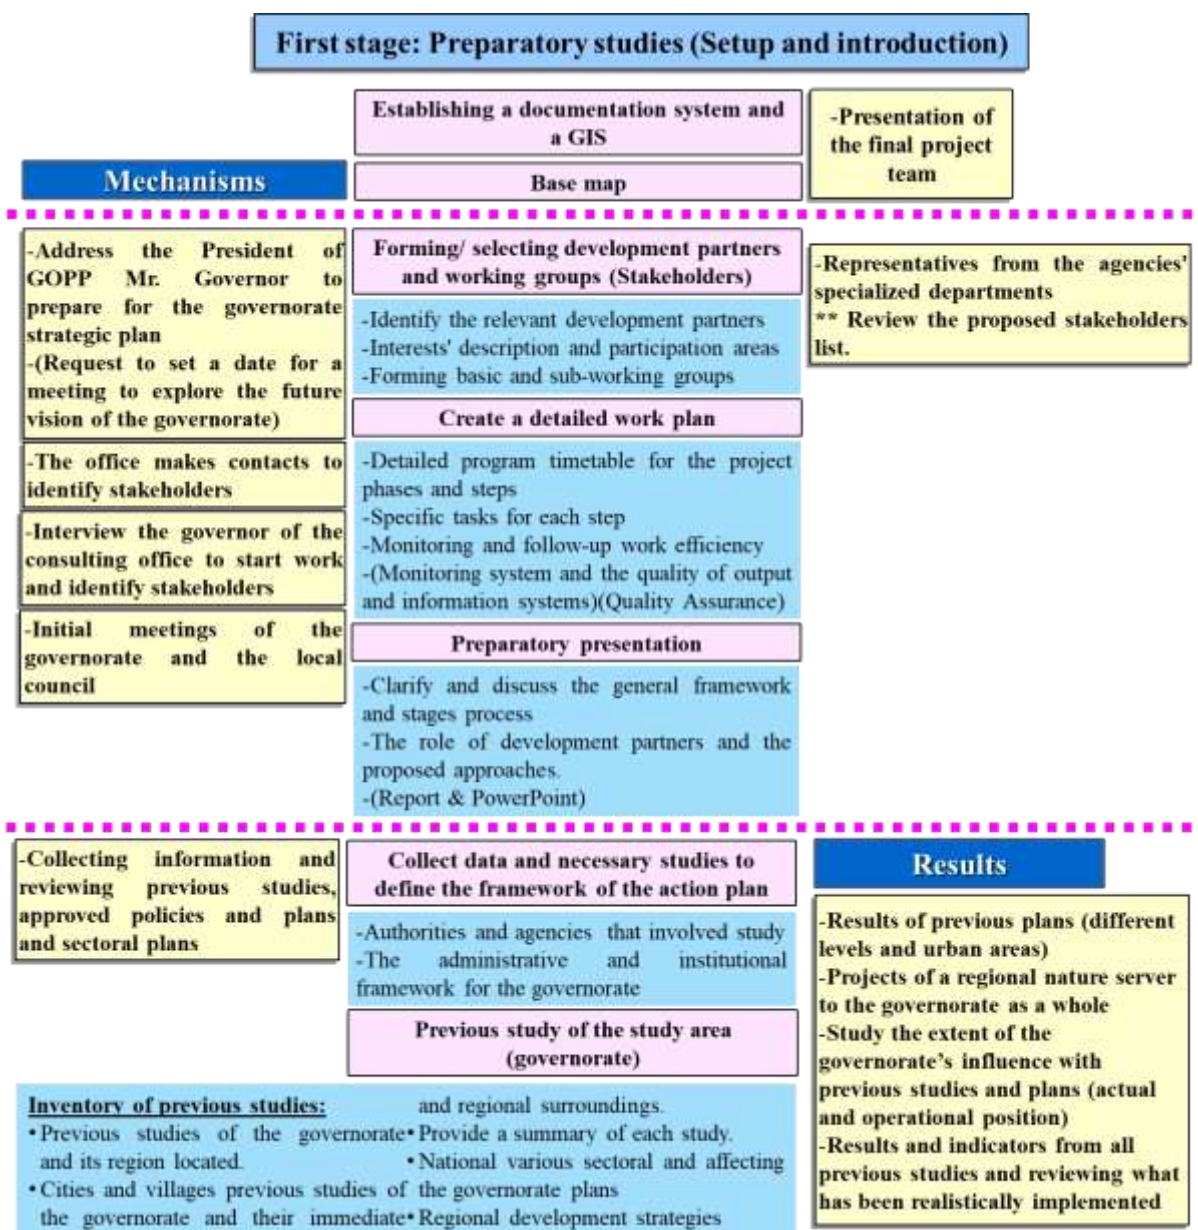 First stage: Preparatory studies (Setup and introduction)
Establishing a documentation system and
a GIS
-Presentation of
the final project
team
Mechanisms
Base map
-Address the President of
GOPP Mr. Governor to
prepare for the governorate
strategic plan
-(Request to set a date for a
meeting to explore the future
vision of the governorate)
-The office makes contacts to
identify stakeholders
-Interview the governor of the
consulting office to start work
and identify stakeholders
-Initial meetings of the
governorate and the local
council
Forming/ selecting development partners
and working groups (Stakeholders)
-Identify the relevant development partners
-Interests' description and participation areas
-Forming basic and sub-working groups
Create a detailed work plan
-Detailed program timetable for the project
phases and steps
-Specific tasks for each step
-Monitoring and follow-up work efficiency
-(Monitoring system and the quality of output
and information systems)(Quality Assurance)
Preparatory presentation
-Clarify and discuss the general framework
and stages process
-The role of development partners and the
proposed approaches.
-(Report & PowerPoint)
-Representatives from the agencies'
specialized departments
** Review the proposed stakeholders
list.
-Collecting information and
reviewing previous studies,
approved policies and plans
and sectoral plans
Collect data and necessary studies to
define the framework of the action plan
-Authorities and agencies that involved study
-The administrative and institutional
framework for the governorate
Previous study of the study area
(governorate)
Inventory of previous studies:
• Previous studies of the governorate
and its region located.
• Cities and villages previous studies of
the governorate and their immediate
and regional surroundings.
• Provide a summary of each study.
• National various sectoral and affecting
the governorate plans
• Regional development strategies
Results
-Results of previous plans (different
levels and urban areas)
-Projects of a regional nature server
to the governorate as a whole
-Study the extent of the
governorate's influence with
previous studies and plans (actual
and operational position)
-Results and indicators from all
previous studies and reviewing what
has been realistically implemented